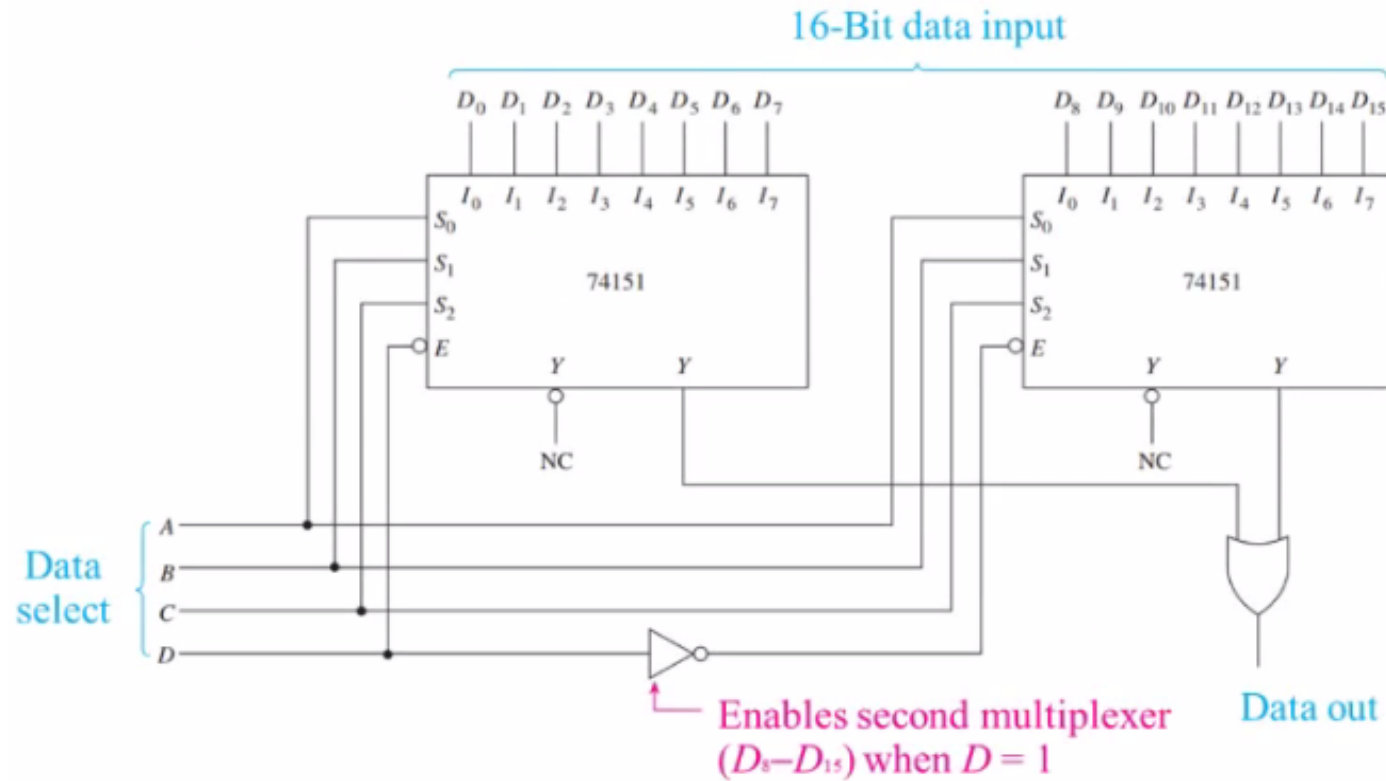 16-Bit data input
D₀ D₁ D₂ D₃ D₄ D₅ D₆ D₇
D₈ D₉ D₁₀ D₁₁ D₁₂ D₁₃ D₁₄ D₁₅
I₀ I₁ I₂ I₃ I₄ I₅ I₆ I₇
S₀
S₁
74151
S₂
E
Y Y
NC
I₀ I₁ I₂ I₃ I₄ I₅ I₆ I₇
S₀
S₁
74151
S₂
E
Y Y
NC
Data
select
A
B
C
D
Enables second multiplexer
(D₈–D₁₅) when D = 1
Data out